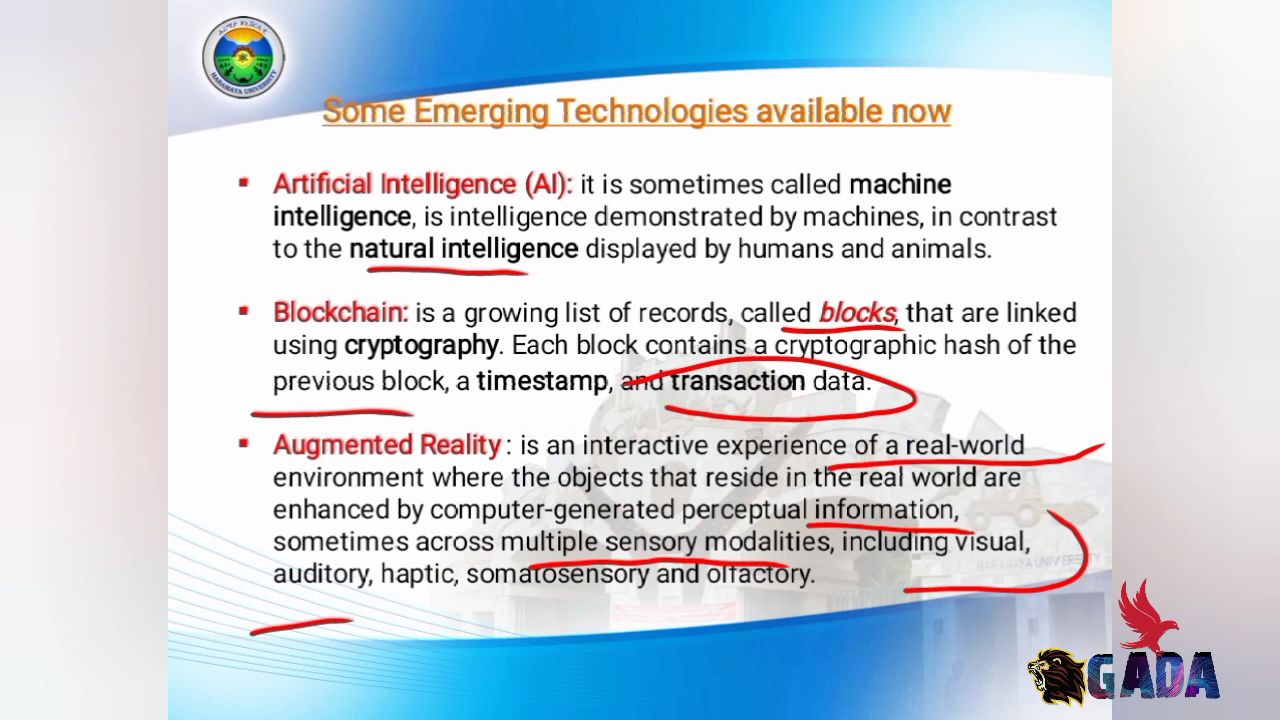 HARAMAYA UNIVERSITY
Some Emerging Technologies available now
▪ Artificial Intelligence (AI): it is sometimes called machine
intelligence, is intelligence demonstrated by machines, in contrast
to the natural intelligence displayed by humans and animals.
▪ Blockchain: is a growing list of records, called blocks, that are linked
using cryptography. Each block contains a cryptographic hash of the
previous block, a timestamp, and transaction data.
▪ Augmented Reality : is an interactive experience of a real-world
environment where the objects that reside in the real world are
enhanced by computer-generated perceptual information,
sometimes across multiple sensory modalities, including visual,
auditory, haptic, somatosensory and olfactory.
HARAMAYA UNIVERSITY
GADA